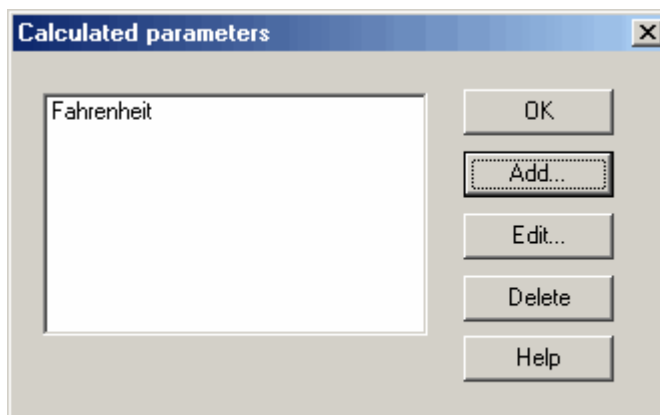 Calculated parameters
Fahrenheit
OK
Add...
Edit...
Delete
Help